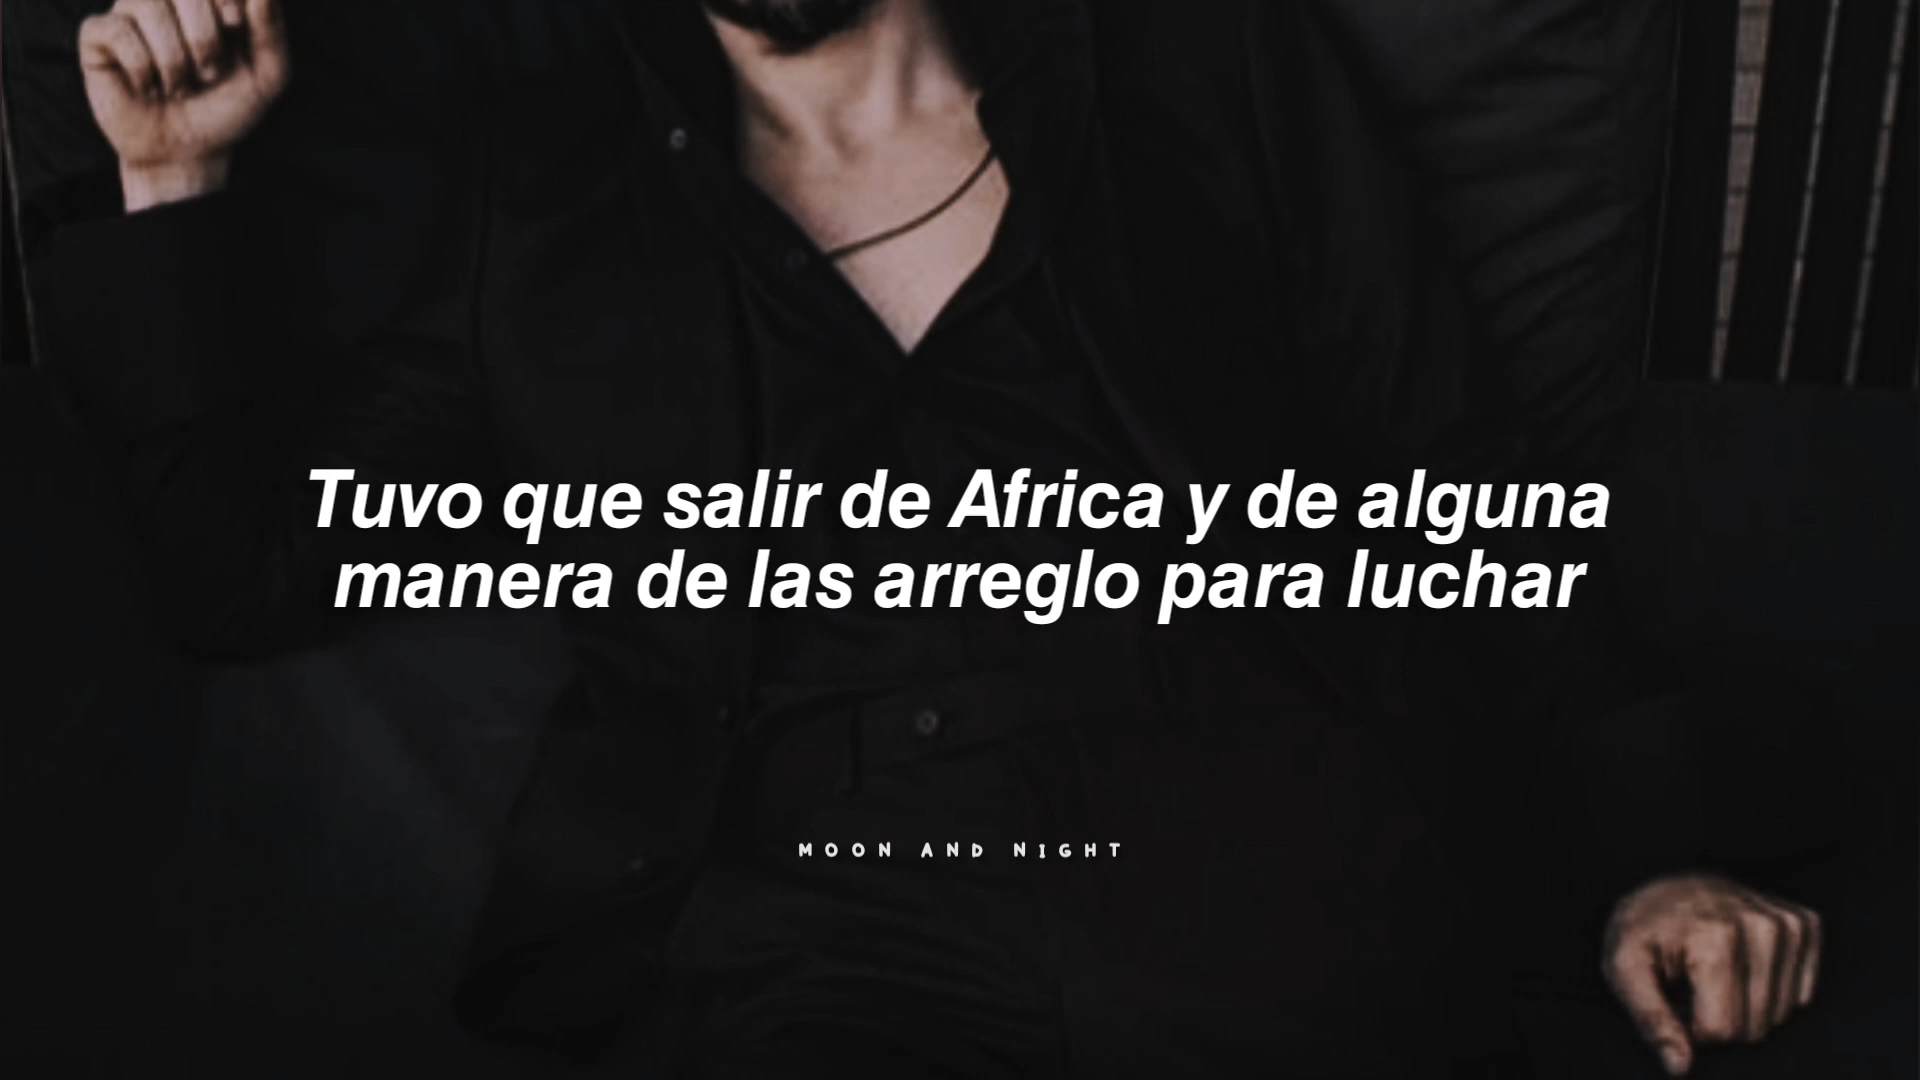 Tuvo que salir de Africa y de alguna
manera de las arreglo para luchar
MOON AND NIGHT